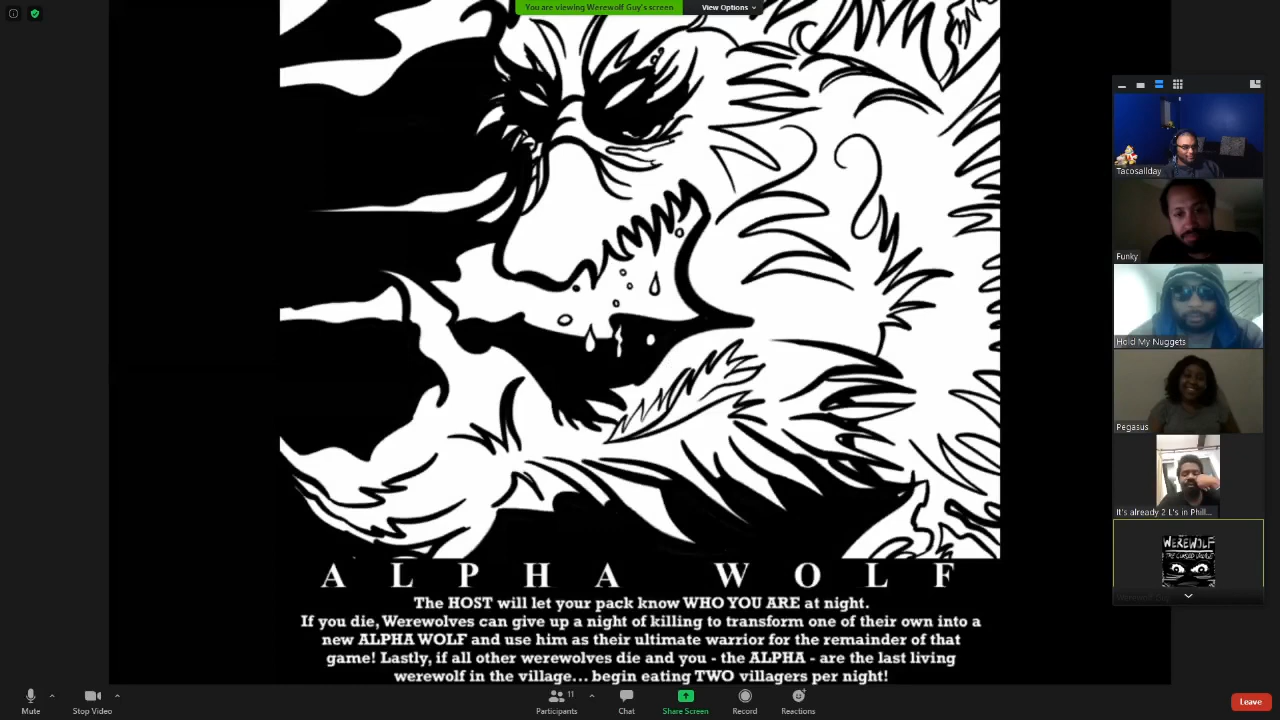 You are viewing Werewolf Guy's screen
View Options
Tacosallday
Funky
Hold My Nuggets
Pegasus
It's already 2 L's in Phill...
WEREWOLF
THE CURSED VILLAGE
A L P H A W O L F
The HOST will let your pack know WHO YOU ARE at night.
If you die, Werewolves can give up a night of killing to transform one of their own into a
new ALPHA WOLF and use him as their ultimate warrior for the remainder of that
game! Lastly, if all other werewolves die and you - the ALPHA - are the last living
werewolf in the village... begin eating TWO villagers per night!
Mute
Stop Video
11
Participants
Chat
Share Screen
Record
Reactions
Leave